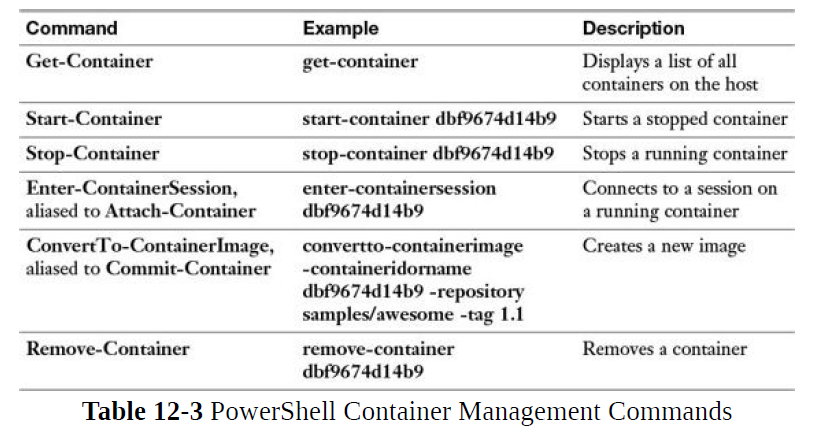 Command Example Description
Get-Container get-container Displays a list of all
containers on the host
Start-Container start-container dbf9674d14b9 Starts a stopped container
Stop-Container stop-container dbf9674d14b9 Stops a running container
Enter-ContainerSession, enter-containersession Connects to a session on
aliased to Attach-Container dbf9674d14b9 a running container
ConvertTo-ContainerImage, convertto-containerimage Creates a new image
aliased to Commit-Container -containeridorname
dbf9674d14b9 -repository
samples/awesome -tag 1.1
Remove-Container remove-container Removes a container
dbf9674d14b9
Table 12-3 PowerShell Container Management Commands